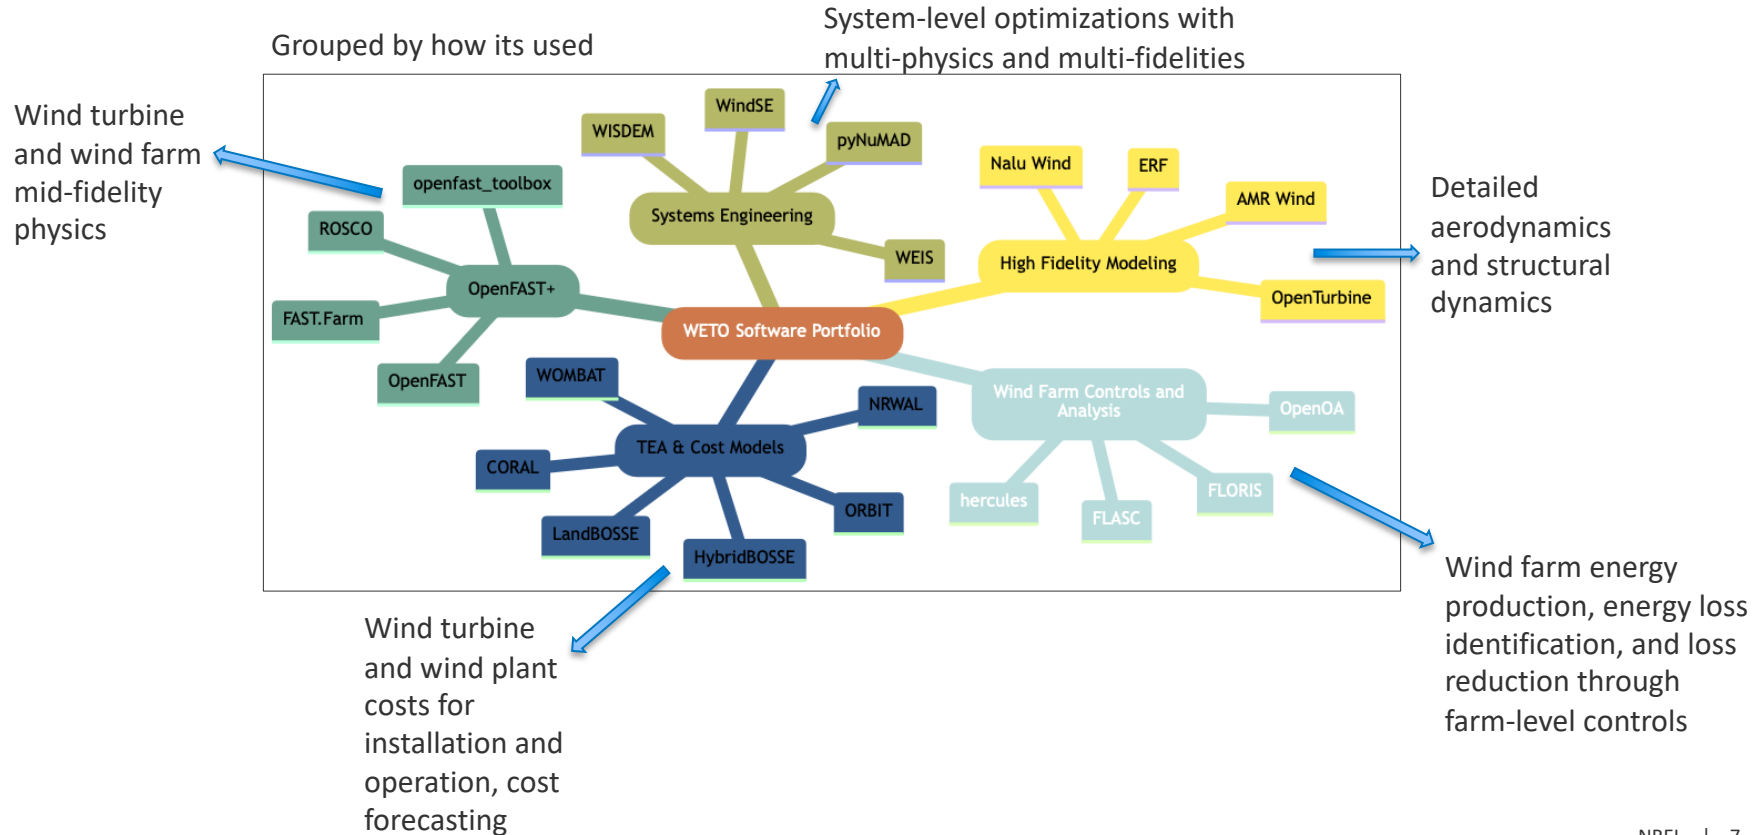 System-level optimizations with
multi-physics and multi-fidelities
Grouped by how its used
Wind turbine
and wind farm
mid-fidelity
physics
WISDEM
WindSE
pyNuMAD
Systems Engineering
WEIS
openfast_toolbox
ROSCO
OpenFAST+
FAST.Farm
OpenFAST
Nalu Wind
ERF
AMR Wind
High Fidelity Modeling
OpenTurbine
Detailed
aerodynamics
and structural
dynamics
WETO Software Portfolio
WOMBAT
NRWAL
TEA & Cost Models
CORAL
ORBIT
LandBOSSE
HybridBOSSE
Wind Farm Controls and
Analysis
OpenOA
hercules
FLASC
FLORIS
Wind turbine
and wind plant
costs for
installation and
operation, cost
forecasting
Wind farm energy
production, energy loss
identification, and loss
reduction through
farm-level controls
NREL | 7